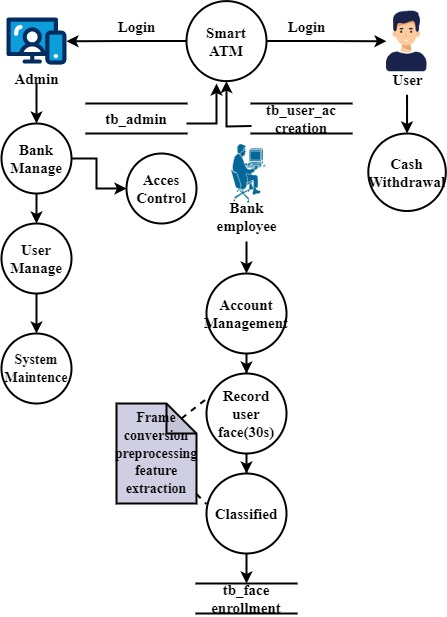 Login
Smart
ATM
Login
Admin
User
tb_admin
tb_user_ac
creation
Bank
Manage
Acces
Control
Bank
employee
Cash
Withdrawal
User
Manage
Account
Management
System
Maintence
Record
user
face(30s)
Frame
conversion
preprocessing
feature
extraction
Classified
tb_face
enrollment